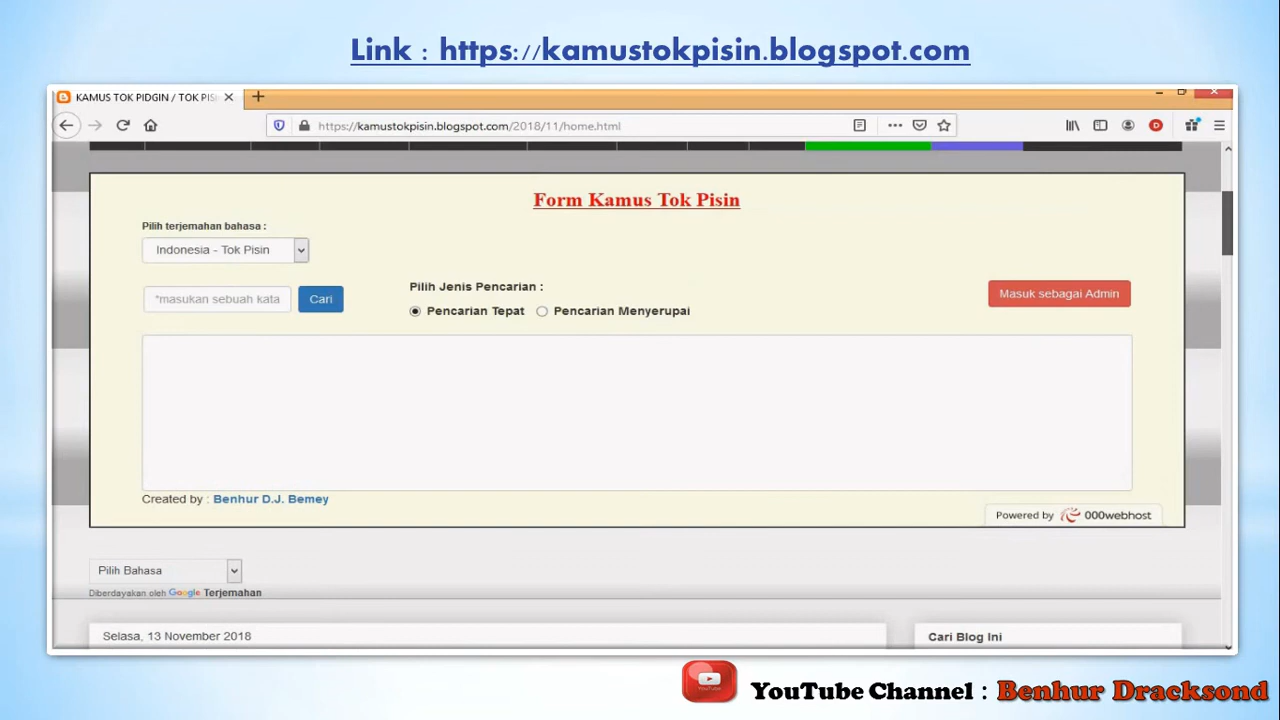 Link : https://kamustokpisin.blogspot.com
KAMUS TOK PIDGIN / TOK PIS
https://kamustokpisin.blogspot.com/2018/11/home.html
Form Kamus Tok Pisin
Pilih terjemahan bahasa :
Indonesia - Tok Pisin
*masukan sebuah kata
Cari
Pilih Jenis Pencarian :
Pencarian Tepat
Pencarian Menyerupai
Masuk sebagai Admin
Created by : Benhur D.J. Bemey
Powered by 000webhost
Pilih Bahasa
Diberdayakan oleh Google Terjemahan
Selasa, 13 November 2018
Cari Blog Ini
YouTube
YouTube Channel : Benhur Dracksond